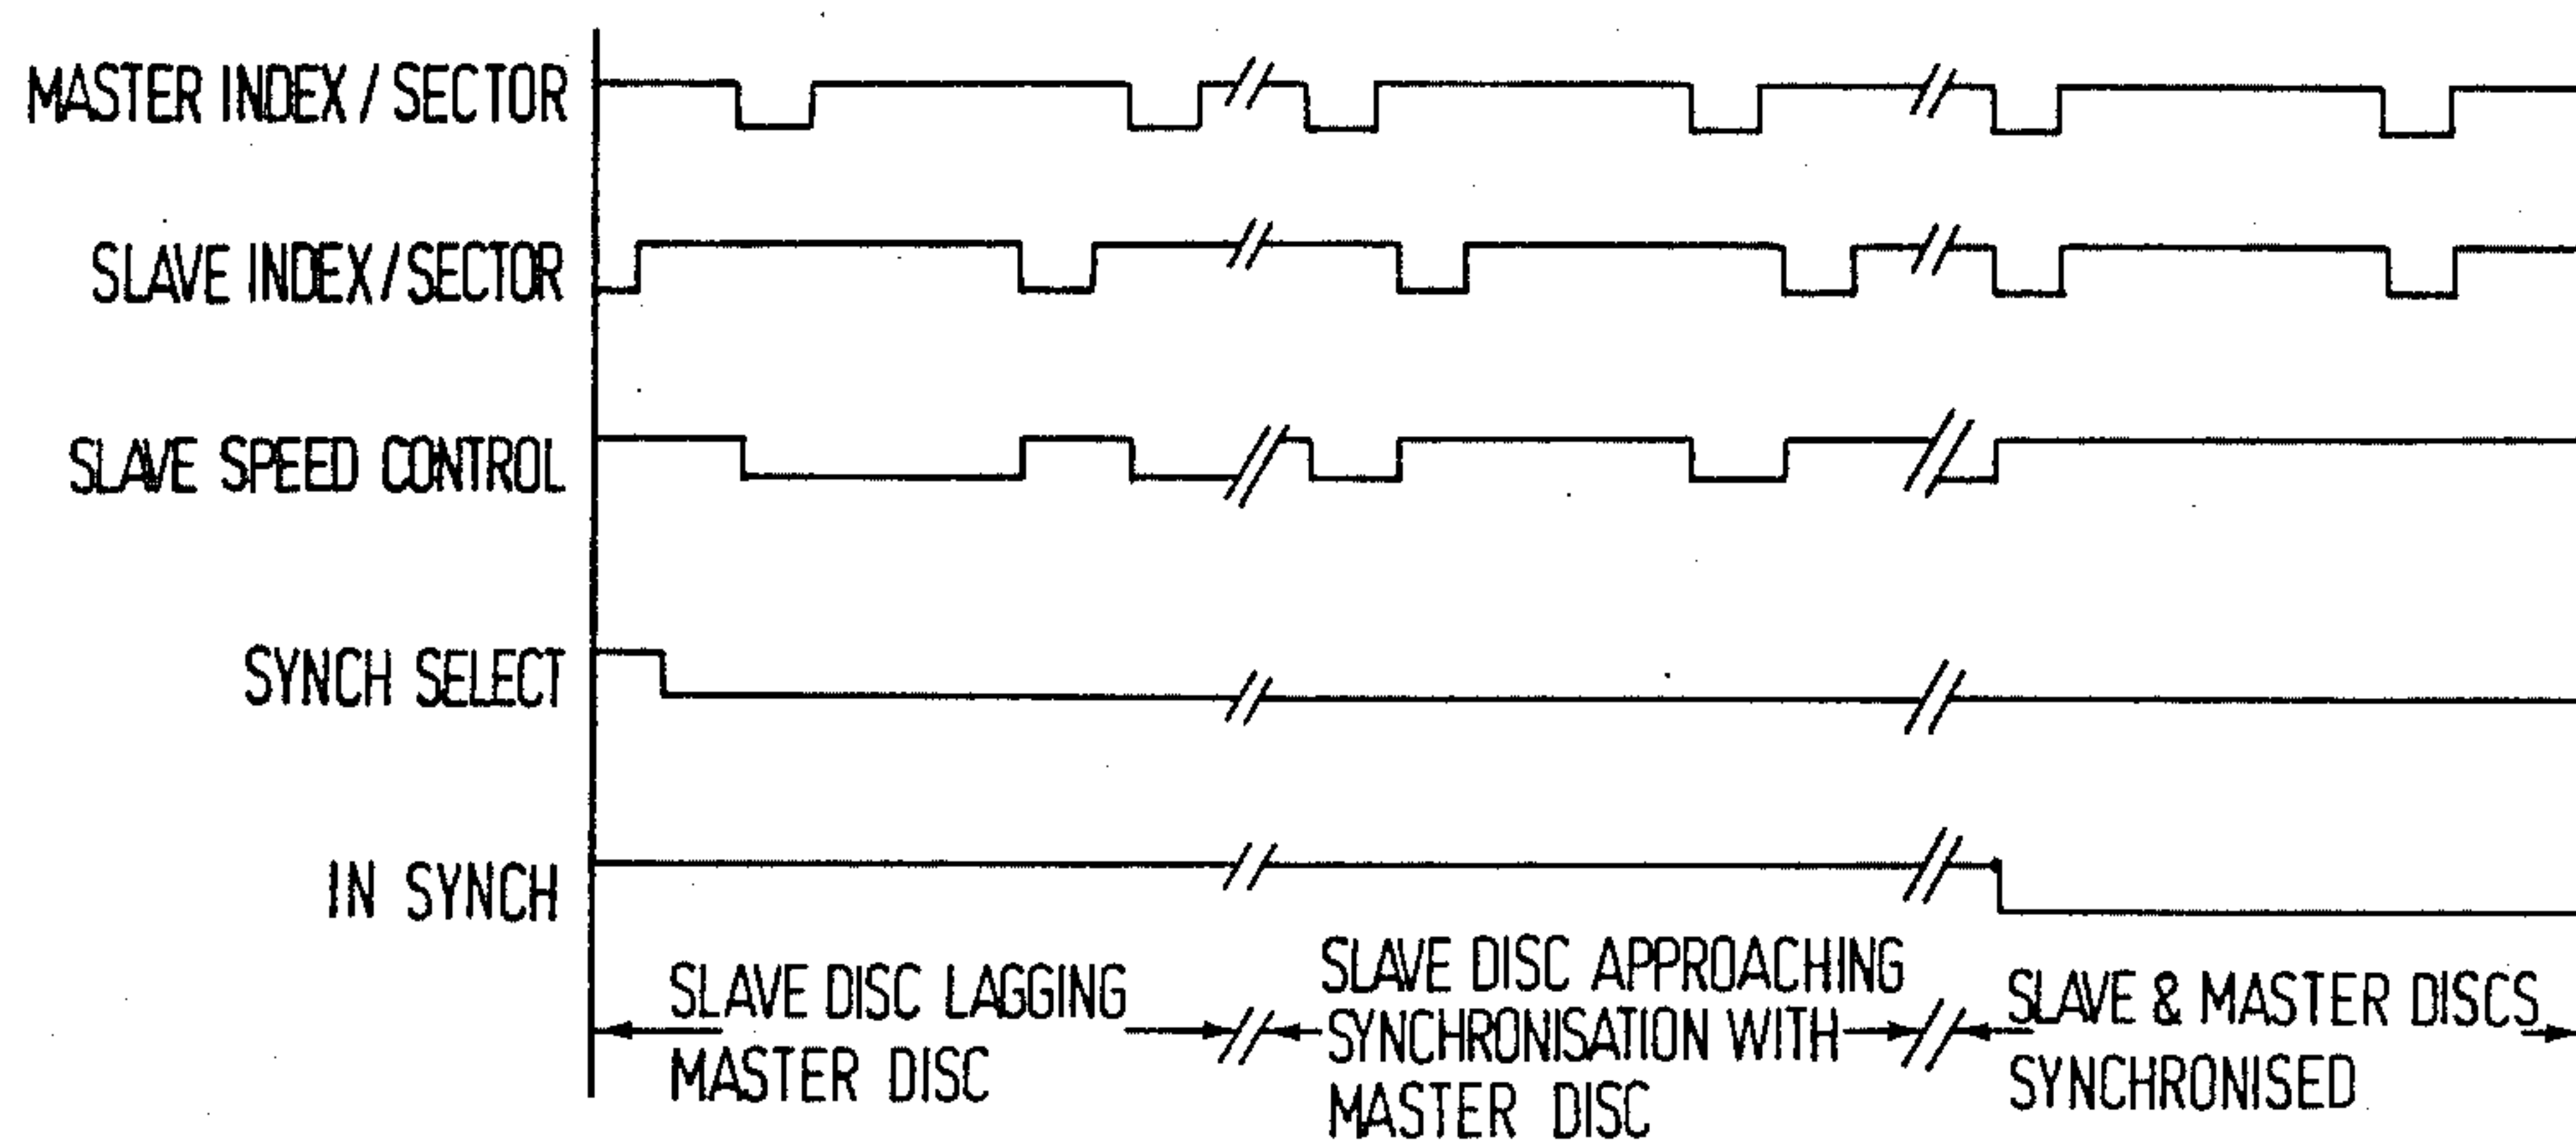 MASTER INDEX / SECTOR
SLAVE INDEX/SECTOR
SLAVE SPEED CONTROL
SYNCH SELECT
IN SYNCH
SLAVE DISC LAGGING
MASTER DISC
SLAVE DISC APPROACHING
SYNCHRONISATION WITH
MASTER DISC
SLAVE & MASTER DISCS
SYNCHRONISED